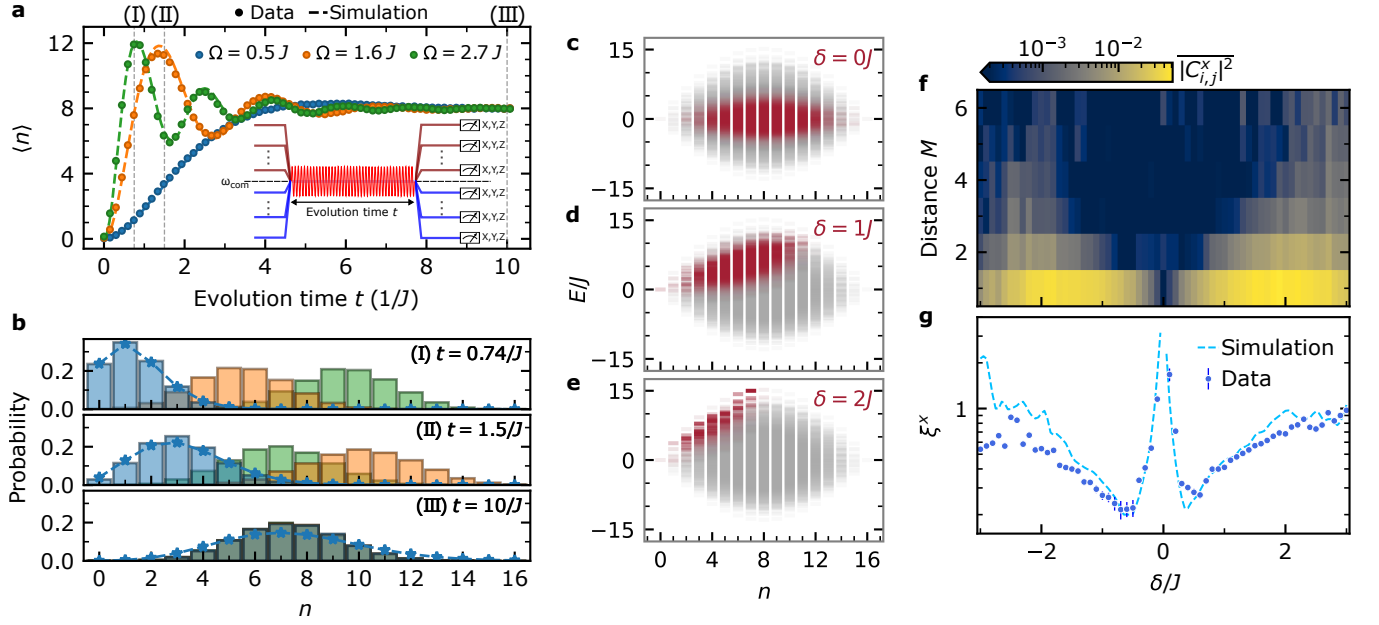 a
(I) (II) (III)
Data Simulation
Ω = 0.5 J Ω = 1.6 J Ω = 2.7 J
⟨n⟩
12
8
4
0
ω_com
X,Y,Z
X,Y,Z
X,Y,Z
X,Y,Z
X,Y,Z
X,Y,Z
Evolution time t
0 2 4 6 8 10
Evolution time t (1/J)
b
Probability
0.2
0.0
(I) t = 0.74/J
0.2
0.0
(II) t = 1.5/J
0.2
0.0
(III) t = 10/J
0 2 4 6 8 10 12 14 16
n
c
δ = 0J
15
0
−15
d
δ = 1J
E/J
15
0
−15
e
δ = 2J
15
0
−15
0 4 8 12 16
n
f
10⁻³ 10⁻² |C^x_{i,j}|²
Distance M
6
4
2
g
Simulation
Data
ξ^x
1
−2 0 2
δ/J